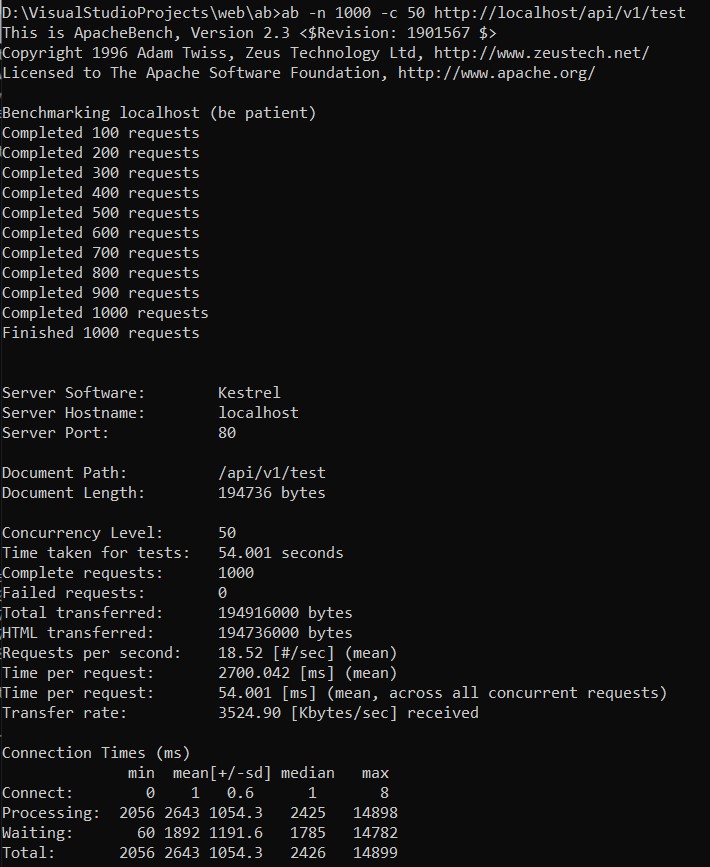 D:\VisualStudioProjects\web\ab>ab -n 1000 -c 50 http://localhost/api/v1/test
This is ApacheBench, Version 2.3 <$Revision: 1901567 $>
Copyright 1996 Adam Twiss, Zeus Technology Ltd, http://www.zeustech.net/
Licensed to The Apache Software Foundation, http://www.apache.org/

Benchmarking localhost (be patient)
Completed 100 requests
Completed 200 requests
Completed 300 requests
Completed 400 requests
Completed 500 requests
Completed 600 requests
Completed 700 requests
Completed 800 requests
Completed 900 requests
Completed 1000 requests
Finished 1000 requests


Server Software:        Kestrel
Server Hostname:        localhost
Server Port:            80

Document Path:          /api/v1/test
Document Length:        194736 bytes

Concurrency Level:      50
Time taken for tests:   54.001 seconds
Complete requests:      1000
Failed requests:        0
Total transferred:      194916000 bytes
HTML transferred:       194736000 bytes
Requests per second:    18.52 [#/sec] (mean)
Time per request:       2700.042 [ms] (mean)
Time per request:       54.001 [ms] (mean, across all concurrent requests)
Transfer rate:          3524.90 [Kbytes/sec] received

Connection Times (ms)
              min  mean[+/-sd] median   max
Connect:        0    1   0.6      1       8
Processing:  2056 2643 1054.3   2425   14898
Waiting:       60 1892 1191.6   1785   14782
Total:       2056 2643 1054.3   2426   14899